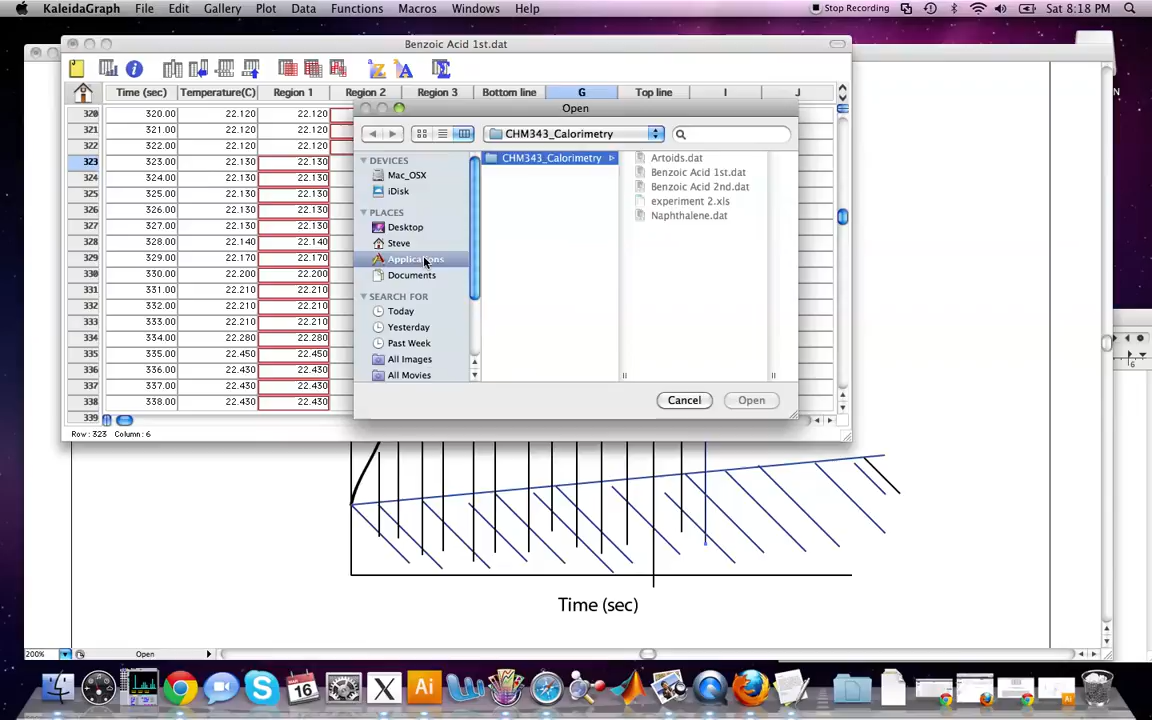 KaleidaGraph File Edit Gallery Plot Data Functions Macros Windows Help Stop Recording Sat 8:18 PM
Benzoic Acid 1st.dat
Time (sec) Temperature(C) Region 1 Region 2 Region 3 Bottom line G Top line I J
320 320.00 22.120 22.120
321 321.00 22.120 22.120
322 322.00 22.120 22.120
323 323.00 22.130 22.130
324 324.00 22.130 22.130
325 325.00 22.130 22.130
326 326.00 22.130 22.130
327 327.00 22.130 22.130
328 328.00 22.140 22.140
329 329.00 22.170 22.170
330 330.00 22.200 22.200
331 331.00 22.210 22.210
332 332.00 22.210 22.210
333 333.00 22.210 22.210
334 334.00 22.280 22.280
335 335.00 22.450 22.450
336 336.00 22.430 22.430
337 337.00 22.430 22.430
338 338.00 22.430 22.430
339
Row: 323 Column: 6
Open
CHM343_Calorimetry
DEVICES
Mac_OSX
iDisk
PLACES
Desktop
Steve
Applications
Documents
SEARCH FOR
Today
Yesterday
Past Week
All Images
All Movies
CHM343_Calorimetry
Artoids.dat
Benzoic Acid 1st.dat
Benzoic Acid 2nd.dat
experiment 2.xls
Naphthalene.dat
Cancel
Open
N
6
Time (sec)
200% Open
16
Ai